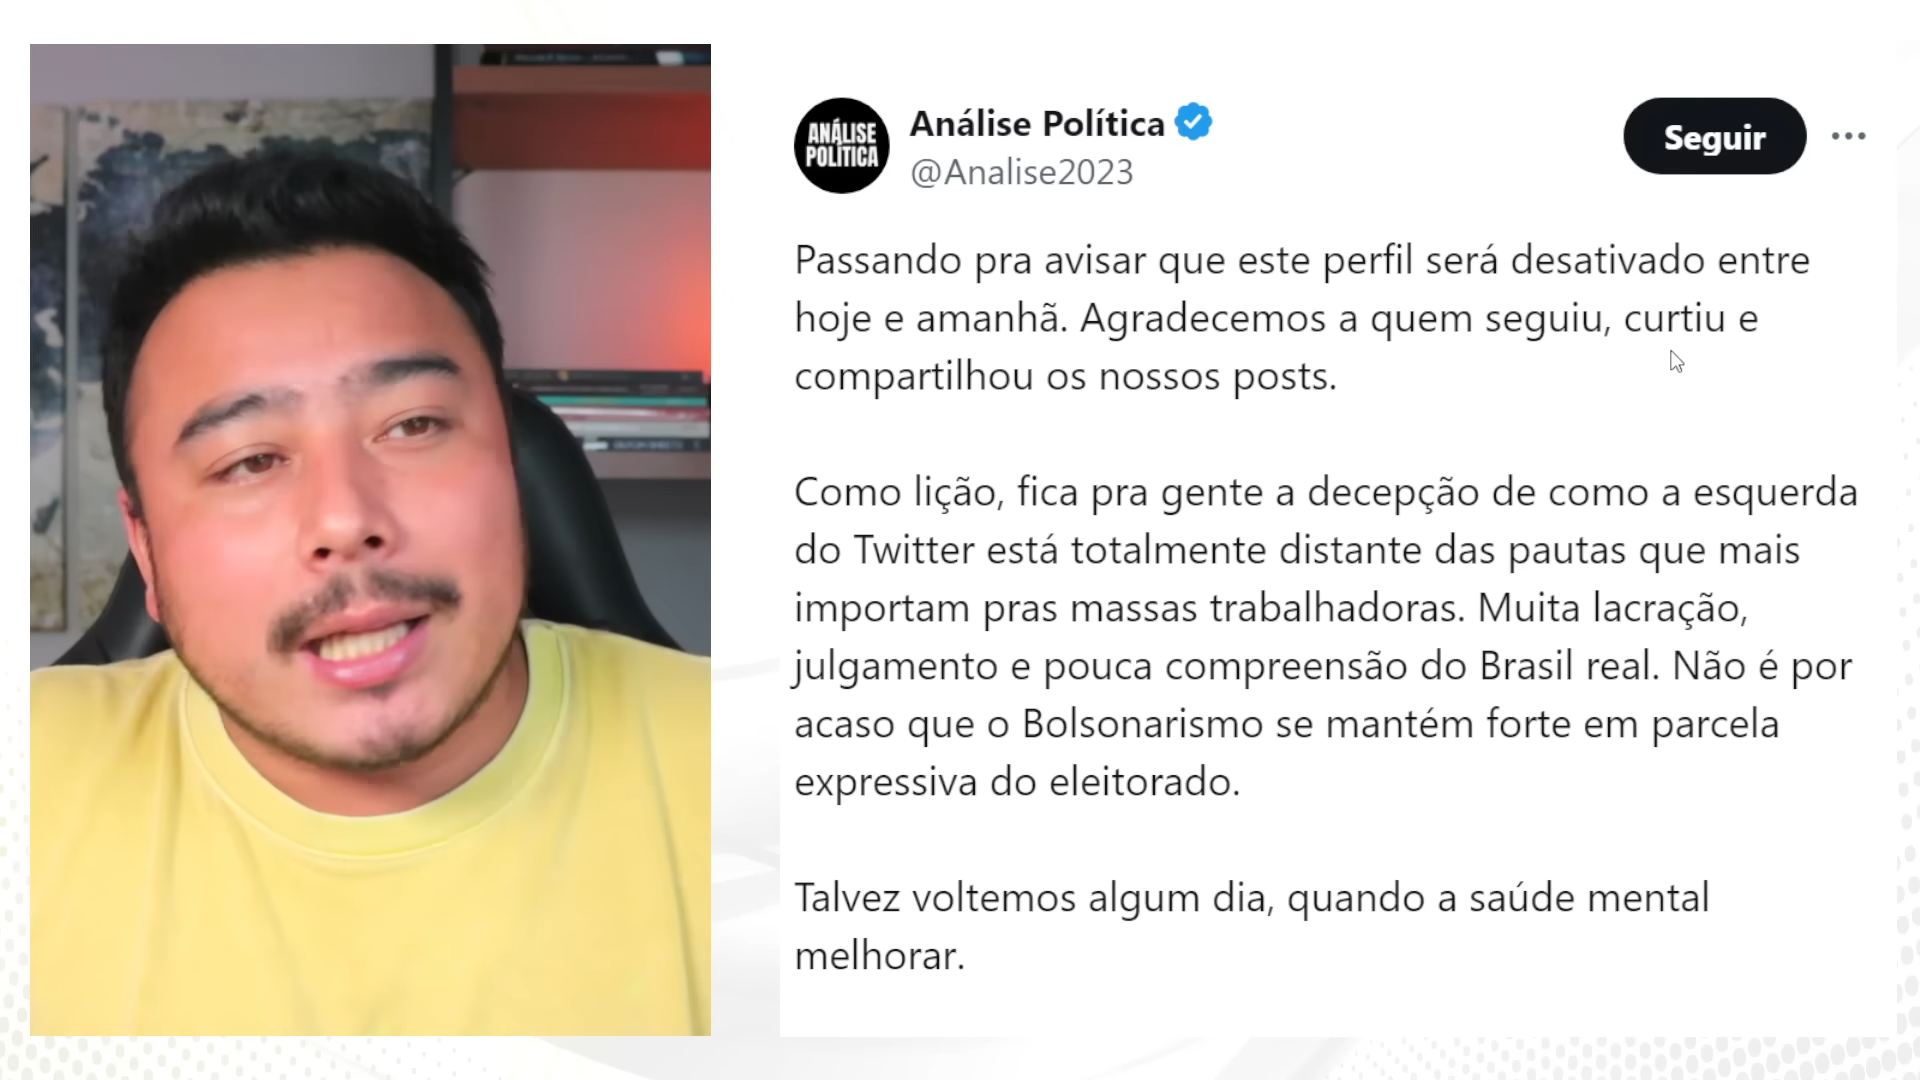 ANÁLISE
POLÍTICA
Análise Política
@Analise2023
Seguir
Passando pra avisar que este perfil será desativado entre
hoje e amanhã. Agradecemos a quem seguiu, curtiu e
compartilhou os nossos posts.
Como lição, fica pra gente a decepção de como a esquerda
do Twitter está totalmente distante das pautas que mais
importam pras massas trabalhadoras. Muita lacração,
julgamento e pouca compreensão do Brasil real. Não é por
acaso que o Bolsonarismo se mantém forte em parcela
expressiva do eleitorado.
Talvez voltemos algum dia, quando a saúde mental
melhorar.